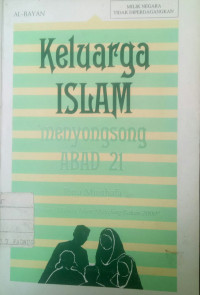 AL-BAYAN
MILIK NEGARA
TIDAK DIPERDAGANGKAN
Keluarga
ISLAM
menyongsong
ABAD 21